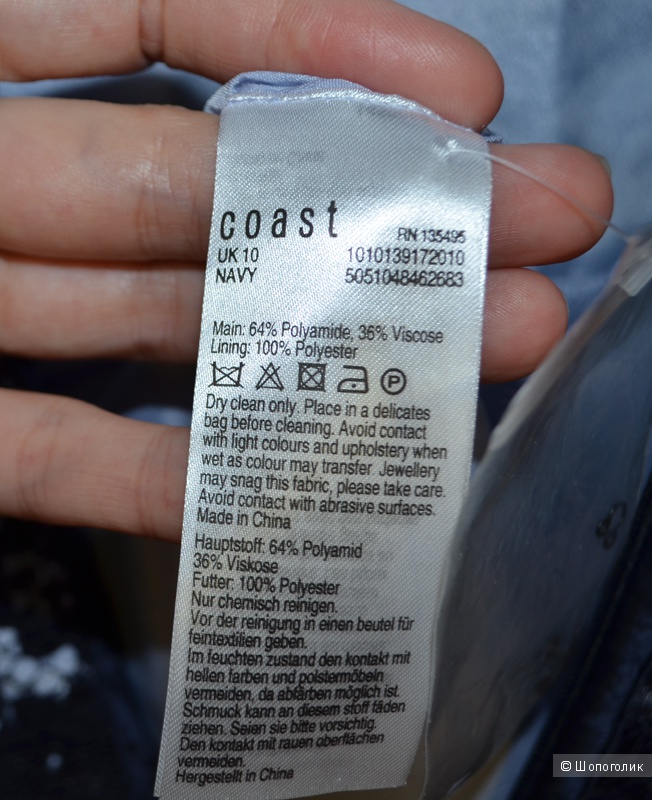 coast
RN 135495
UK 10 1010139172010
NAVY 5051048462683
Main: 64% Polyamide, 36% Viscose
Lining: 100% Polyester
P
Dry clean only. Place in a delicates
bag before cleaning. Avoid contact
with light colours and upholstery when
wet as colour may transfer. Jewellery
may snag this fabric, please take care.
Avoid contact with abrasive surfaces.
Made in China
Hauptstoff: 64% Polyamid
36% Viskose
Futter: 100% Polyester
Nur chemisch reinigen.
Vor der reinigung in einen beutel für
feintextilien geben.
Im feuchten zustand den kontakt mit
hellen farben und polstermöbeln
vermeiden, da abfärben möglich ist.
Schmuck kann an diesem stoff fäden
ziehen. Seien sie bitte vorsichtig.
Den kontakt mit rauen oberflächen
vermeiden.
Hergestellt in China
© Шопоголик